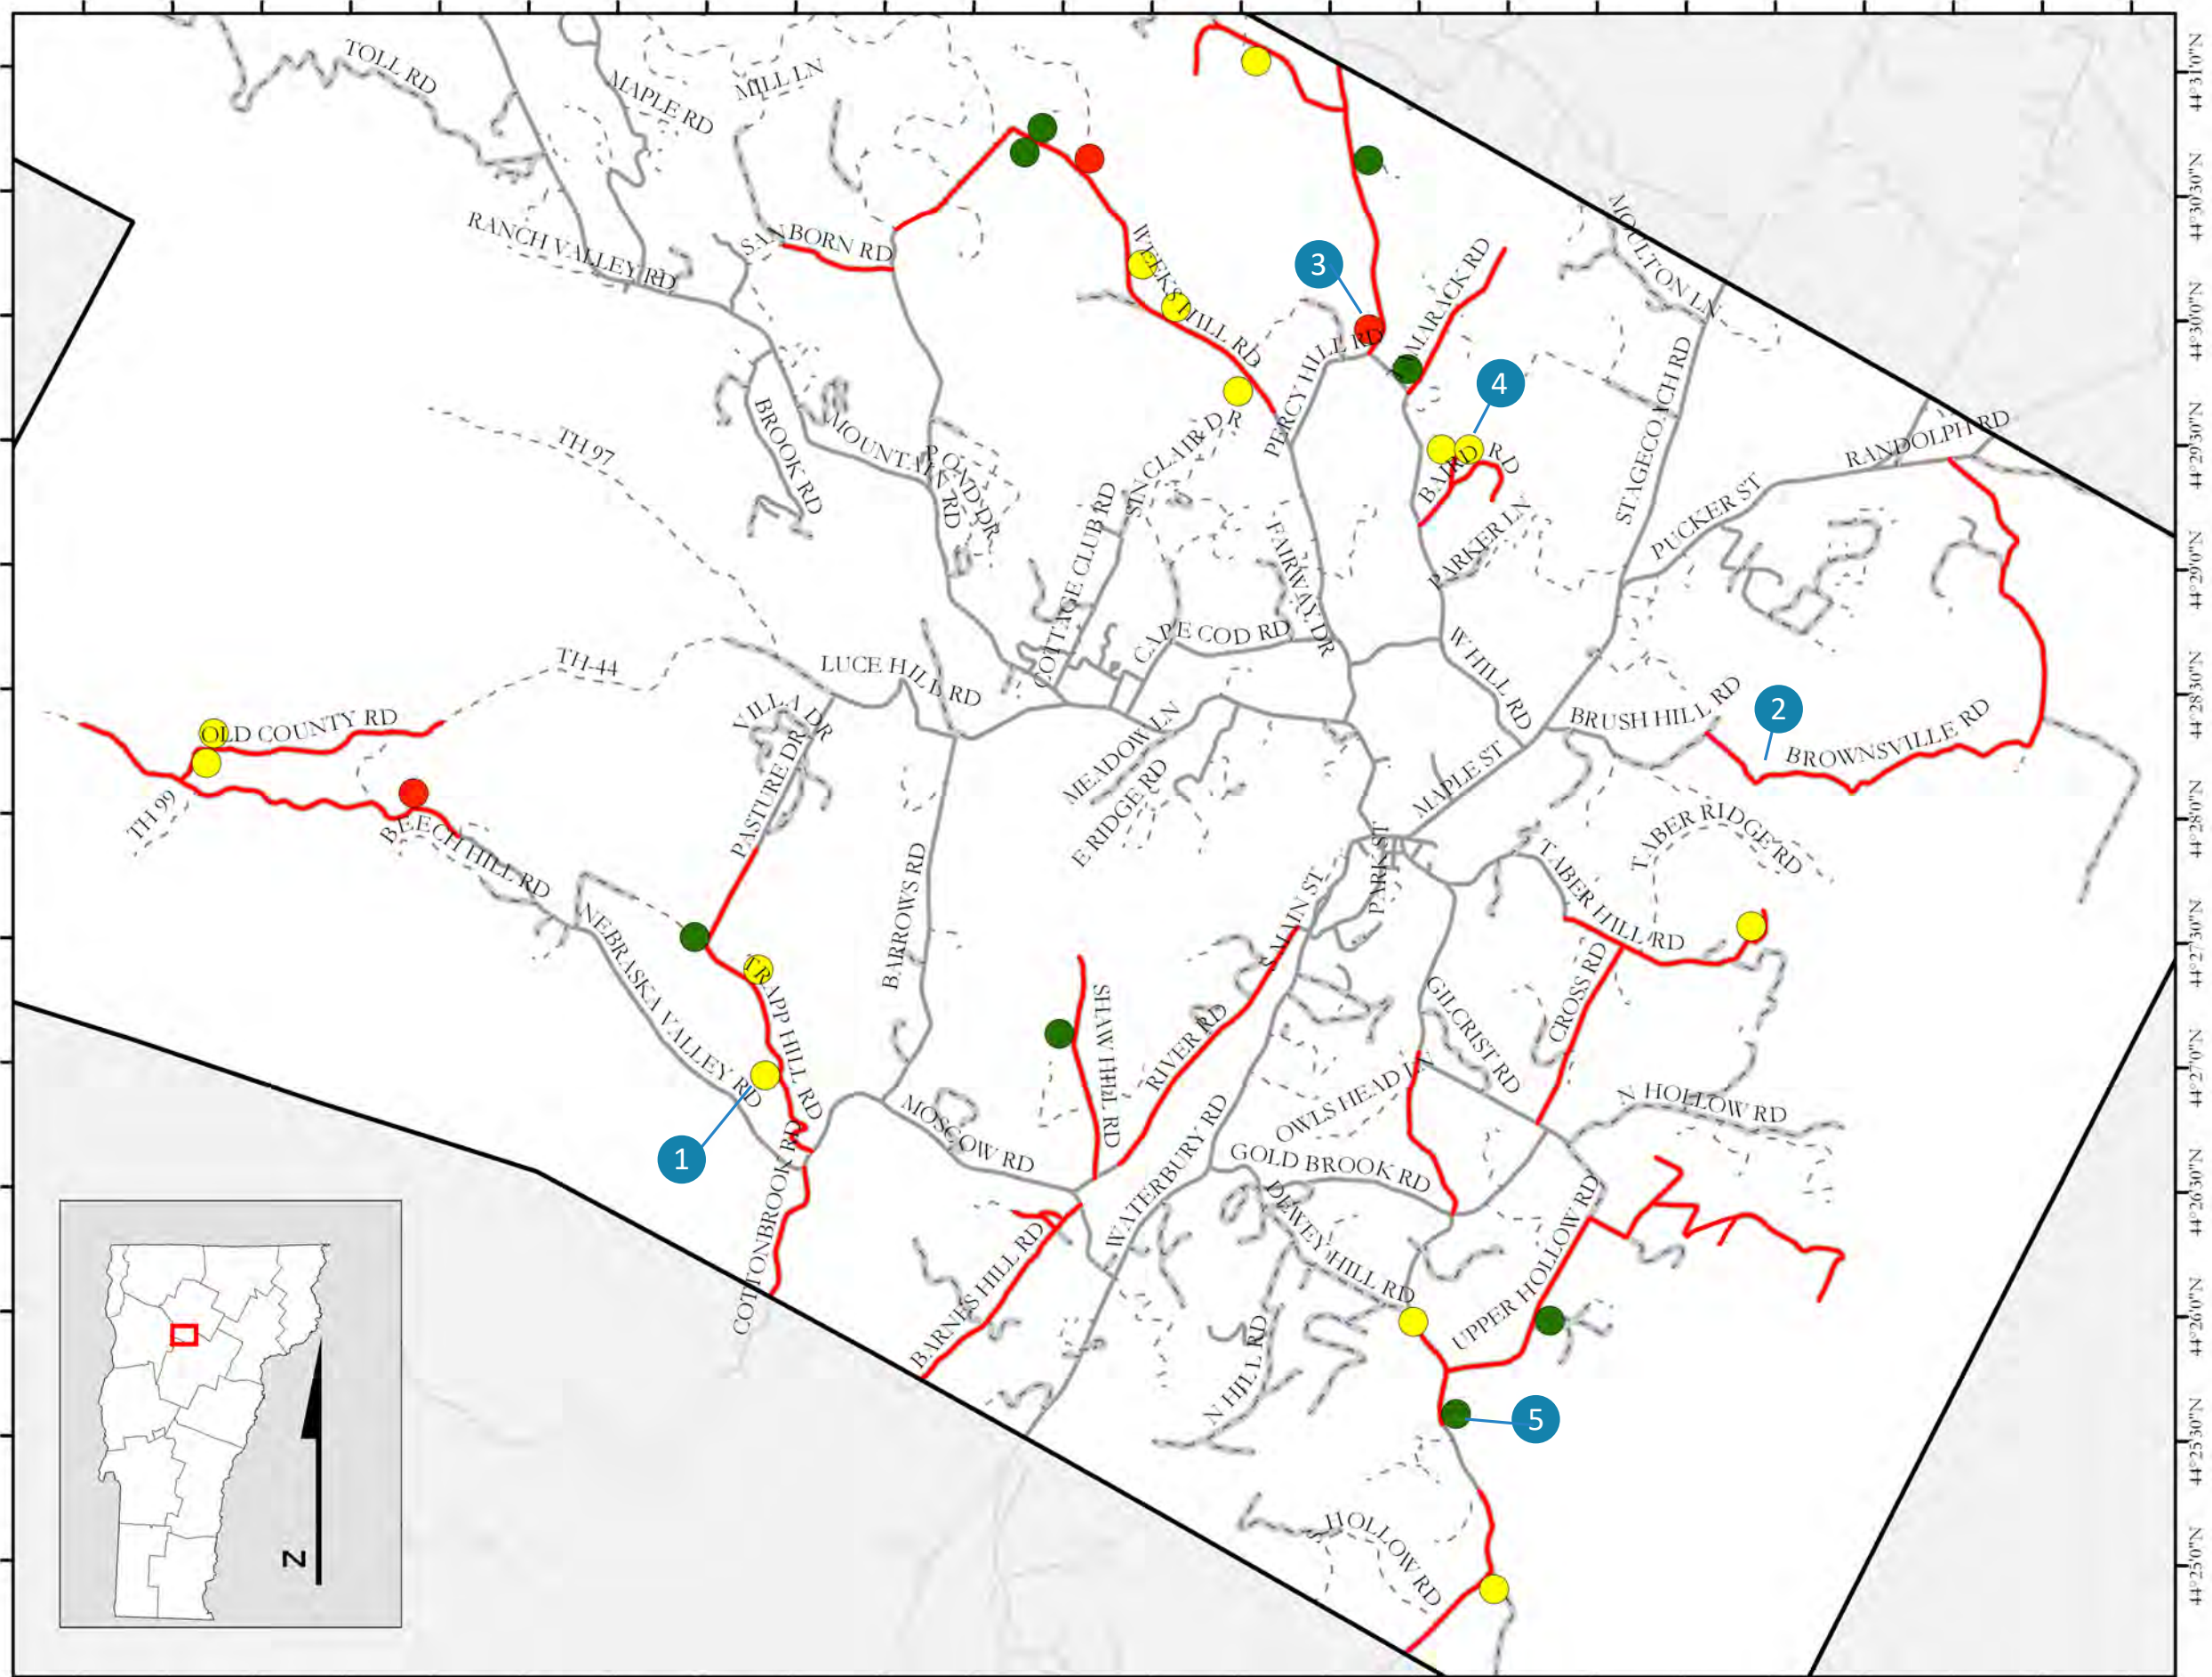 TOLL RD
MAPLE RD
MILL LN
RANCH VALLEY RD
SANBORN RD
WEEKS HILL RD
3
TAMARACK RD
MOULTON LN
PERCY HILL RD
4
STAGECOACH RD
RANDOLPH RD
PUCKER ST
BAIRD RD
PARKER LN
TH 97
BROOK RD
MOUNTAIN RD
POND DR
SINCLAIR DR
COTTAGE CLUB RD
FAIRWAY DR
CAPE COD RD
W HILL RD
TH-44
LUCE HILL RD
VILLA DR
PASTURE DR
MEADOW LN
E RIDGE RD
MAPLE ST
BRUSH HILL RD
2
BROWNSVILLE RD
OLD COUNTY RD
TH 99
BEECH HILL RD
NEBRASKA VALLEY RD
BARROWS RD
PARK ST
S MAIN ST
TABER HILL RD
TABER RIDGE RD
TRAPP HILL RD
SHAW HILL RD
RIVER RD
GILCRIST RD
CROSS RD
N HOLLOW RD
1
MOSCOW RD
OWLS HEAD LN
GOLD BROOK RD
WATERBURY RD
COTTONBROOK RD
BARNES HILL RD
DEWEY HILL RD
UPPER HOLLOW RD
N HILL RD
5
S HOLLOW RD
N
44°31'0"N
44°30'30"N
44°30'0"N
44°29'30"N
44°29'0"N
44°28'30"N
44°28'0"N
44°27'30"N
44°27'0"N
44°26'30"N
44°26'0"N
44°25'30"N
44°25'0"N